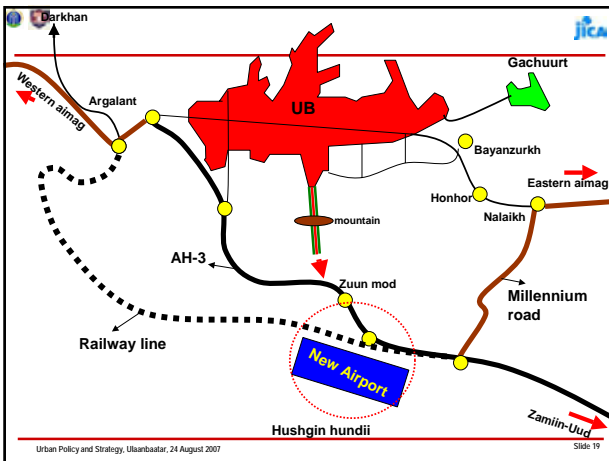 Darkhan
jica
Gachuurt
Western aimag
Argalant
UB
Bayanzurkh
Eastern aimag
Honhor
Nalaikh
mountain
AH-3
Zuun mod
Millennium
road
Railway line
New Airport
Zamiin-Uud
Hushgin hundii
Urban Policy and Strategy, Ulaanbaatar, 24 August 2007
Slide 19